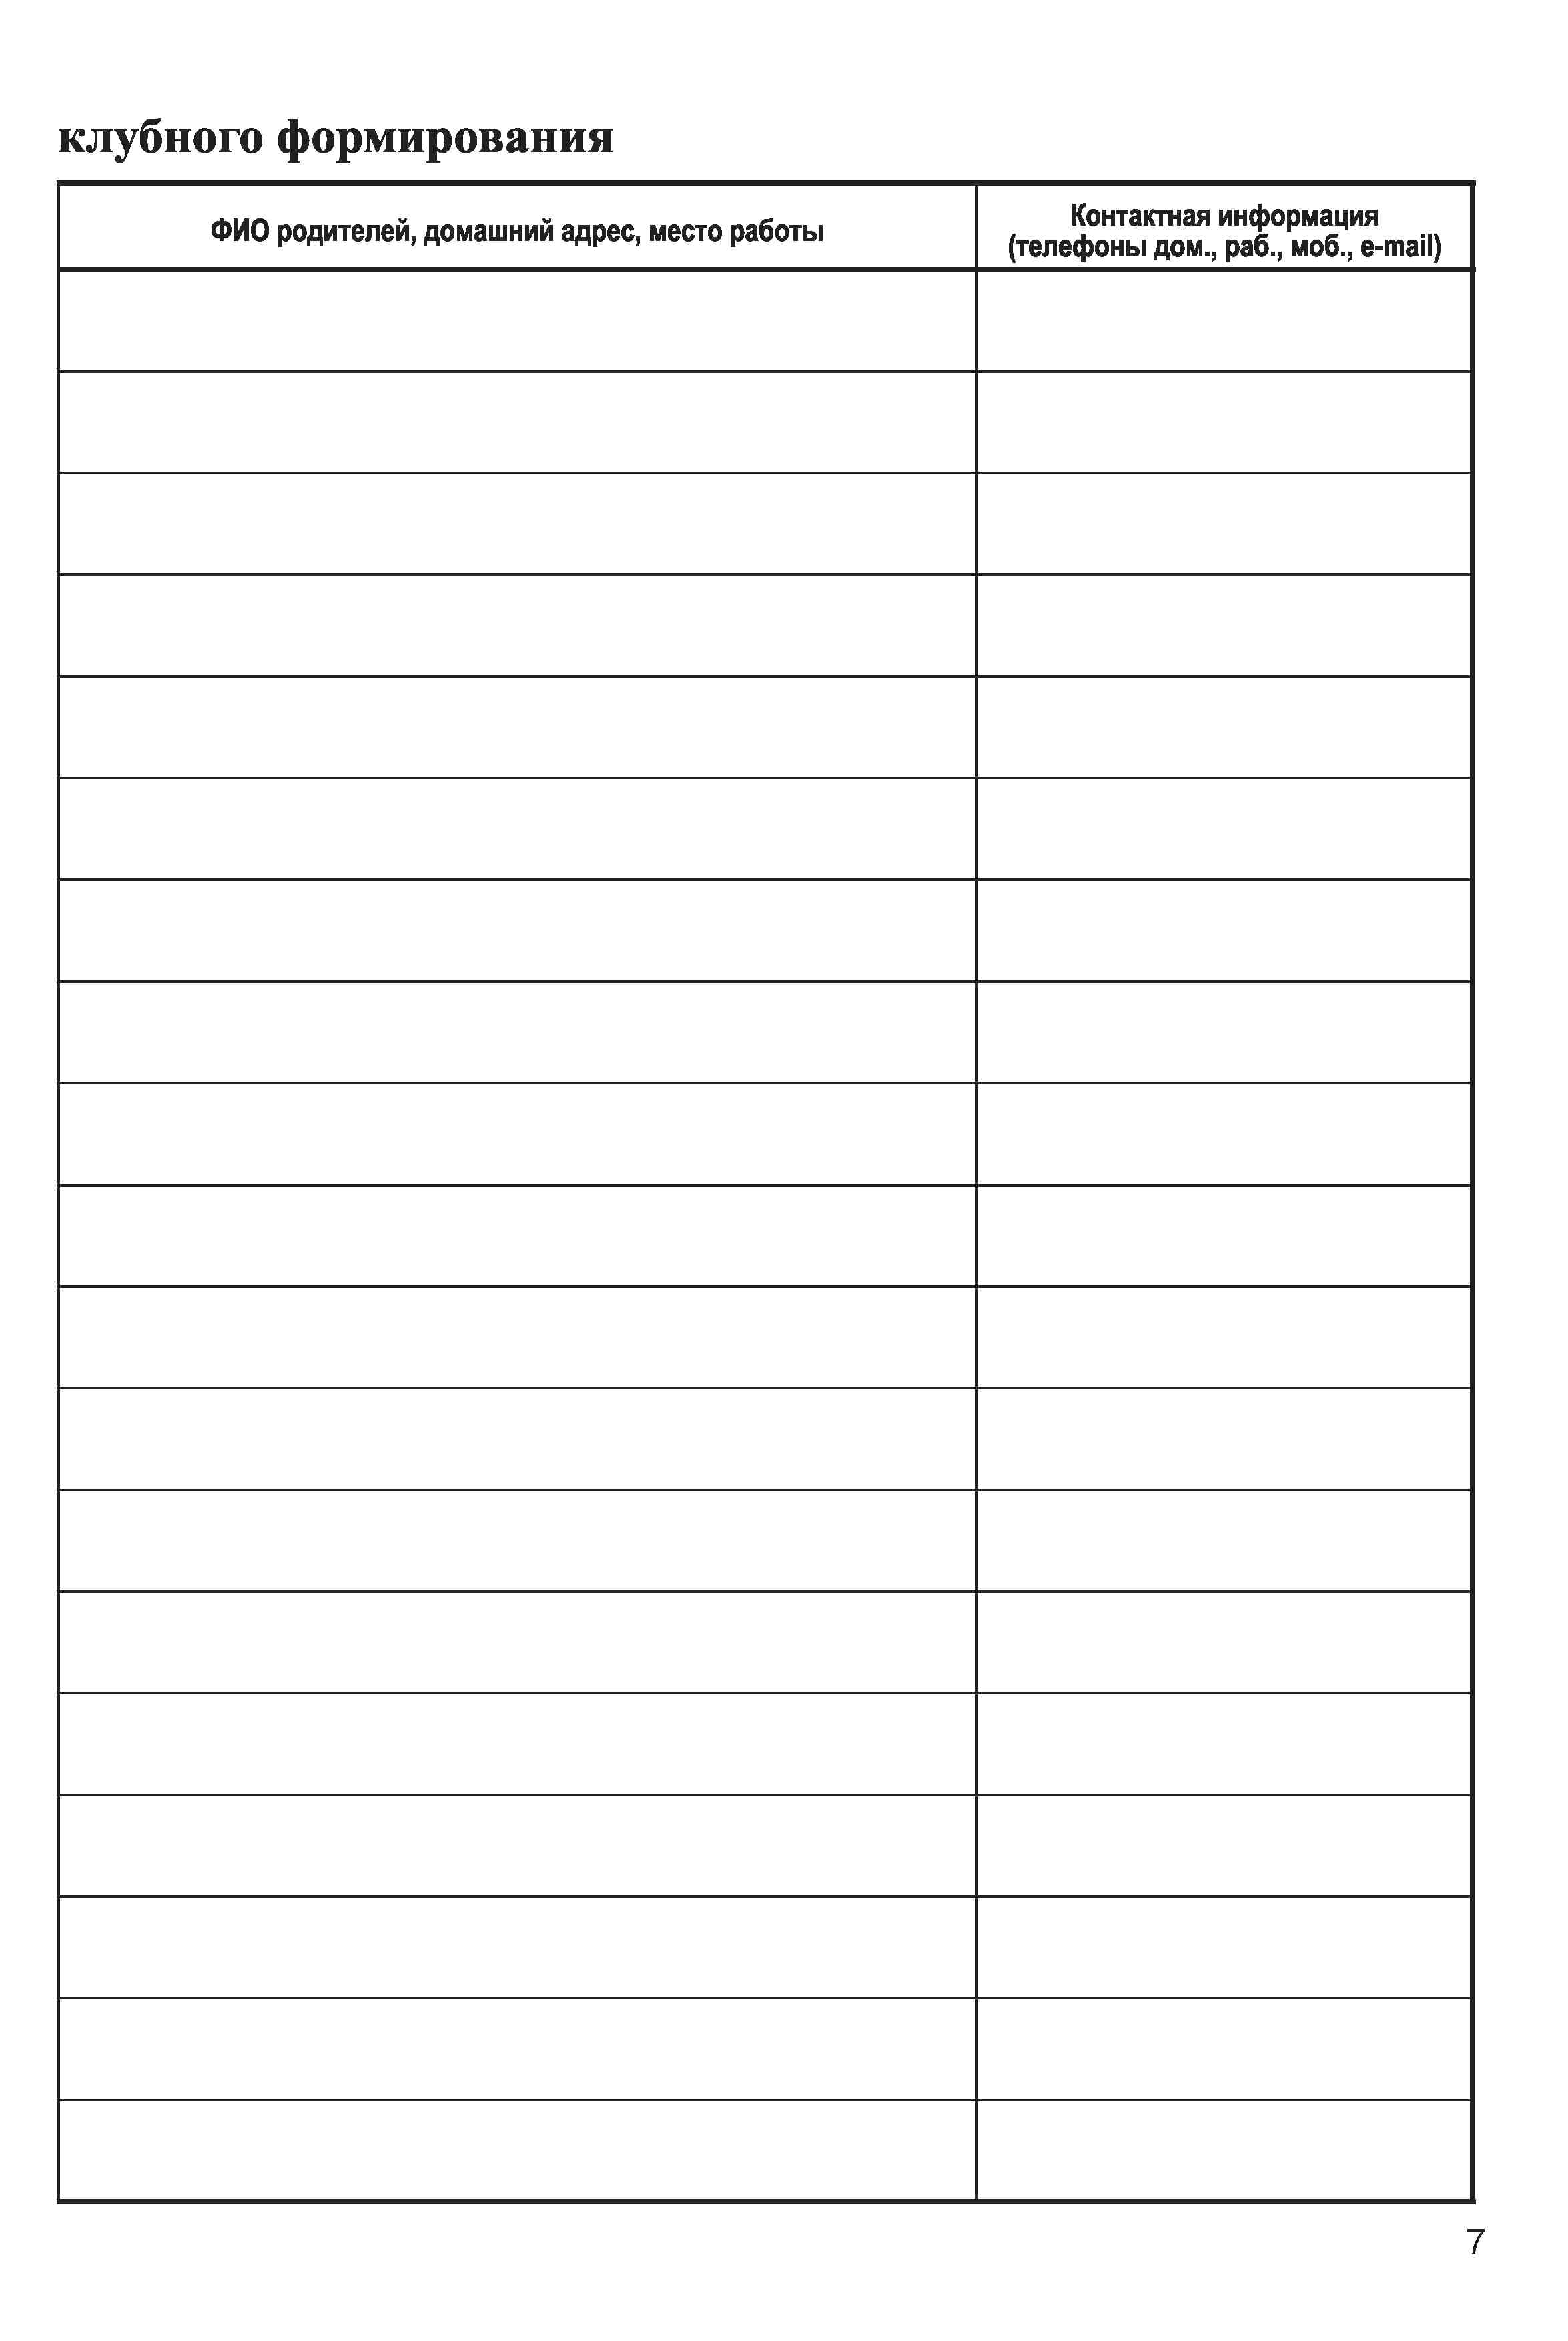 клубного формирования
ФИО родителей, домашний адрес, место работы
Контактная информация
(телефоны дом., раб., моб., e-mail)
7